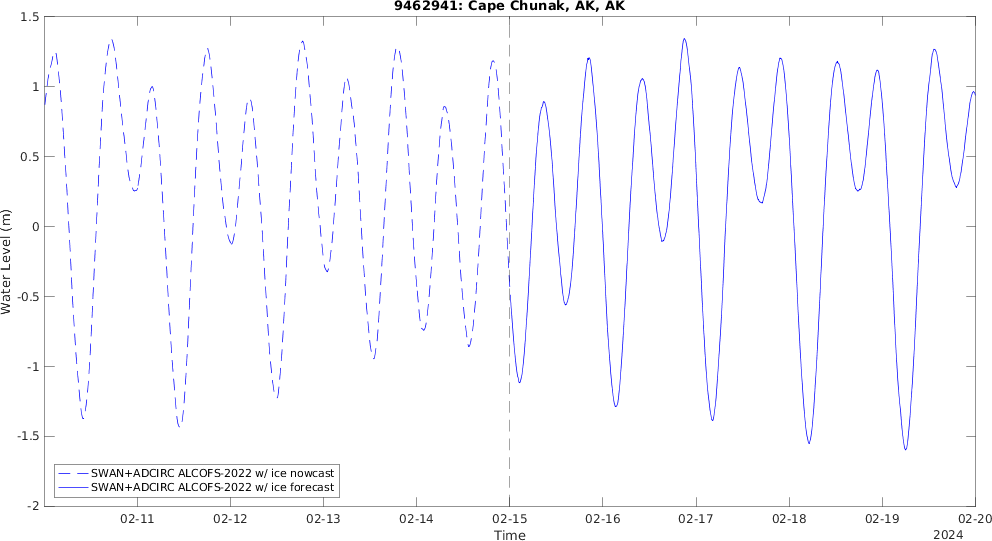 9462941: Cape Chunak, AK, AK
1.5
1
0.5
0
-0.5
-1
-1.5
-2
Water Level (m)
SWAN+ADCIRC ALCOFS-2022 w/ ice nowcast
SWAN+ADCIRC ALCOFS-2022 w/ ice forecast
02-11 02-12 02-13 02-14 02-15 02-16 02-17 02-18 02-19 02-20
Time
2024